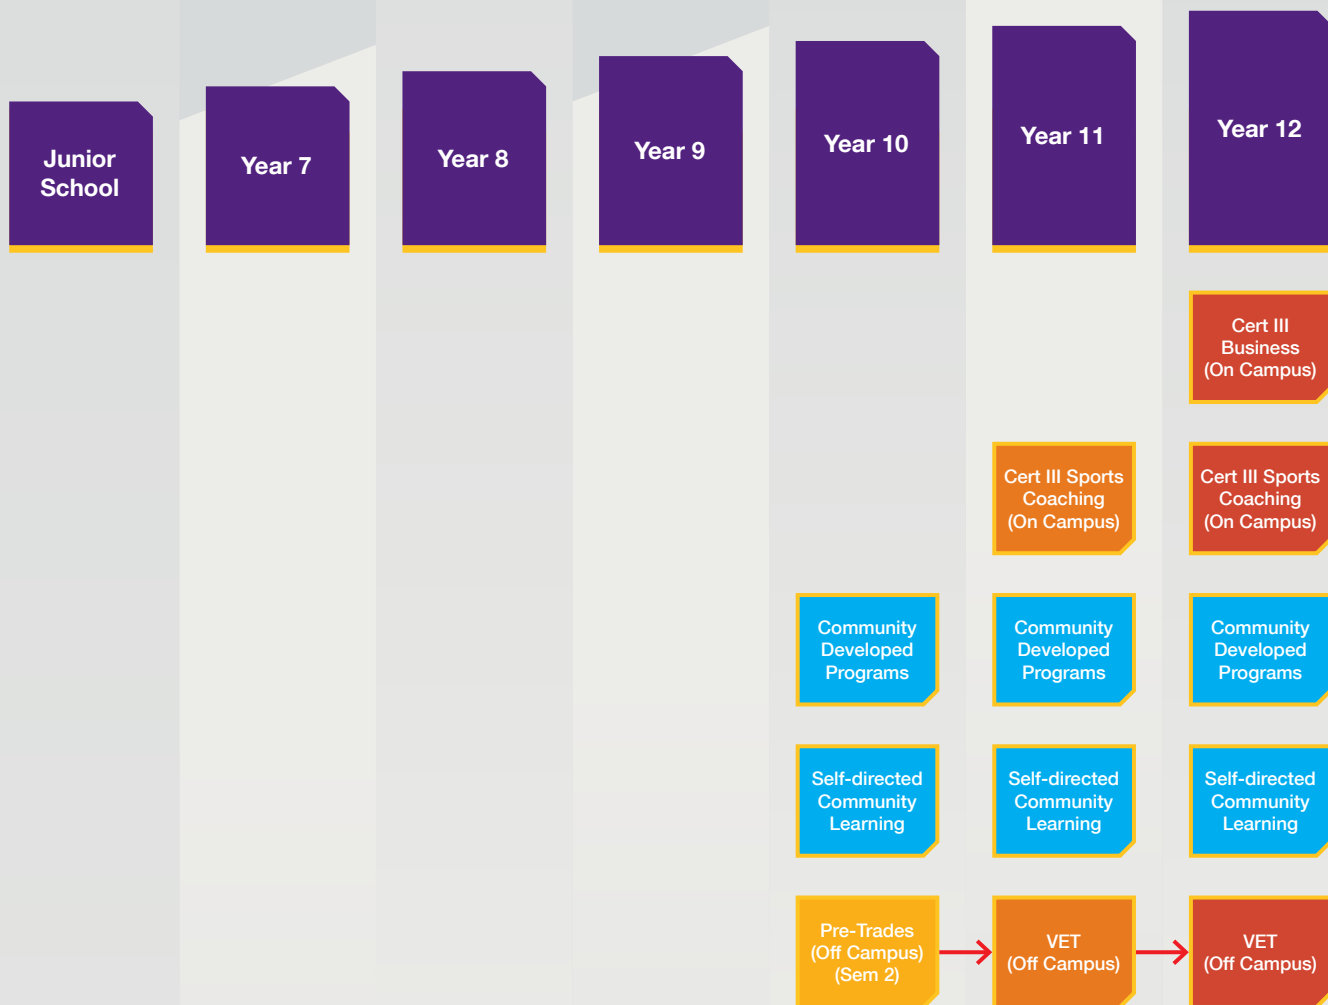 Junior
School
Year 7
Year 8
Year 9
Year 10
Year 11
Year 12
Cert III
Business
(On Campus)
Cert III Sports
Coaching
(On Campus)
Cert III Sports
Coaching
(On Campus)
Community
Developed
Programs
Community
Developed
Programs
Community
Developed
Programs
Self-directed
Community
Learning
Self-directed
Community
Learning
Self-directed
Community
Learning
Pre-Trades
(Off Campus)
(Sem 2)
VET
(Off Campus)
VET
(Off Campus)